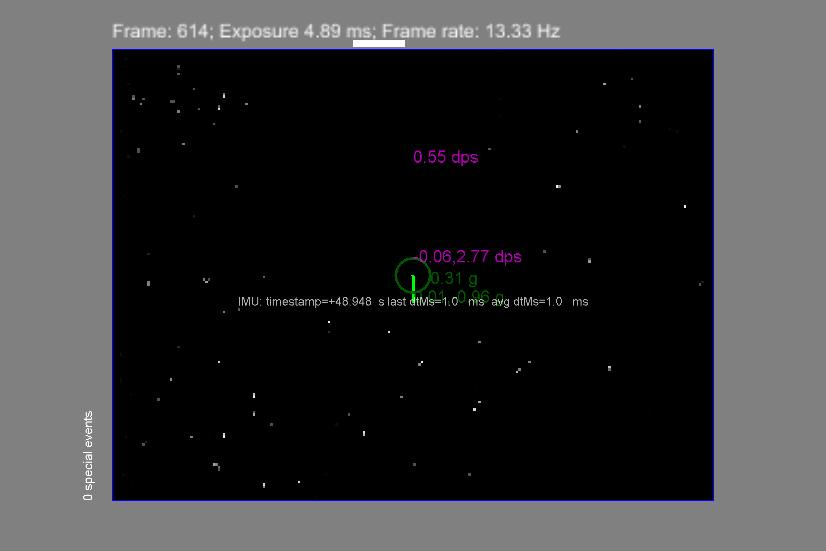 Frame: 614; Exposure 4.89 ms; Frame rate: 13.33 Hz
0.55 dps
-0.06,2.77 dps
0.31 g
IMU: timestamp=+48.948 s last dtMs=1.0 ms avg dtMs=1.0 ms
0 special events